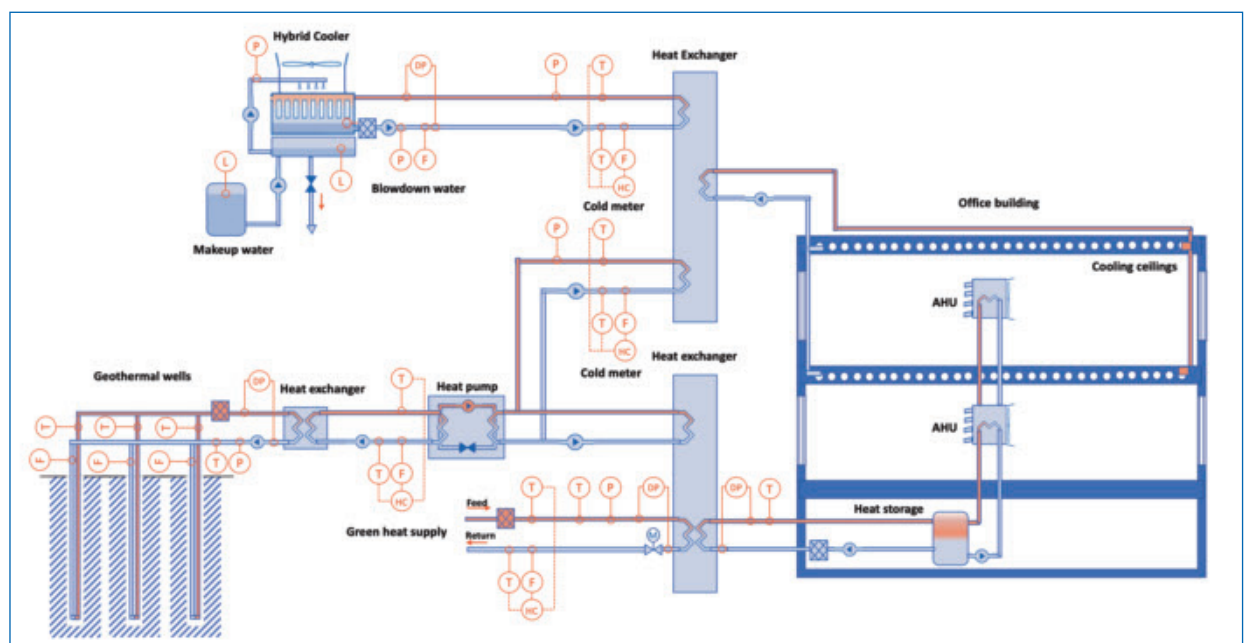 Hybrid Cooler
Heat Exchanger
P
DP
P
T
L
L
P
F
T
F
HC
Blowdown water
Cold meter
Makeup water
Office building
Cooling ceilings
AHU
P
T
T
F
HC
Cold meter
Heat exchanger
Geothermal wells
Heat exchanger
Heat pump
DP
T
T
T
T
F
F
F
T
P
T
F
HC
AHU
Green heat supply
Feed
Return
T
T
P
DP
M
T
F
HC
DP
T
Heat storage